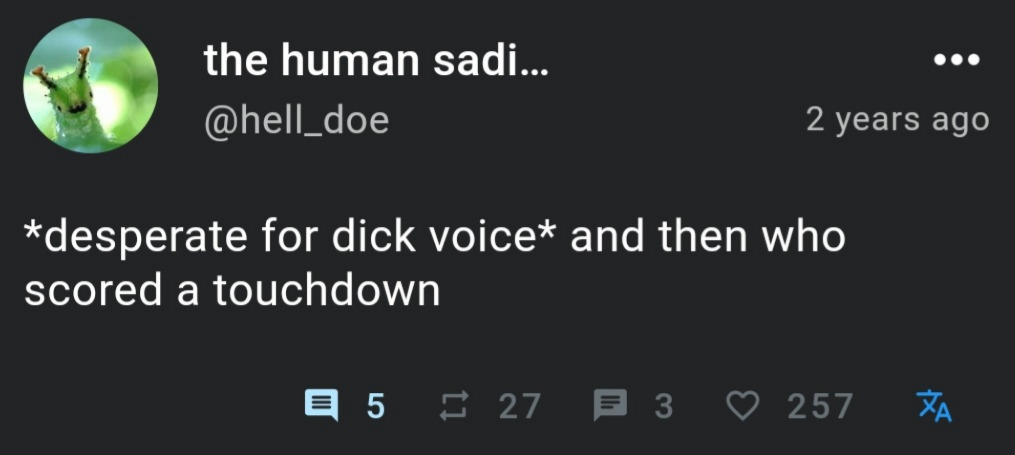 the human sadi...
@hell_doe
2 years ago
*desperate for dick voice* and then who
scored a touchdown
5 27 3 257